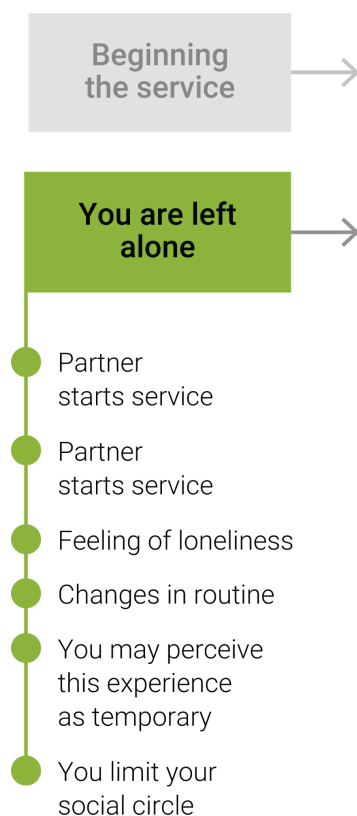 Beginning
the service
You are left
alone
Partner
starts service
Partner
starts service
Feeling of loneliness
Changes in routine
You may perceive
this experience
as temporary
You limit your
social circle